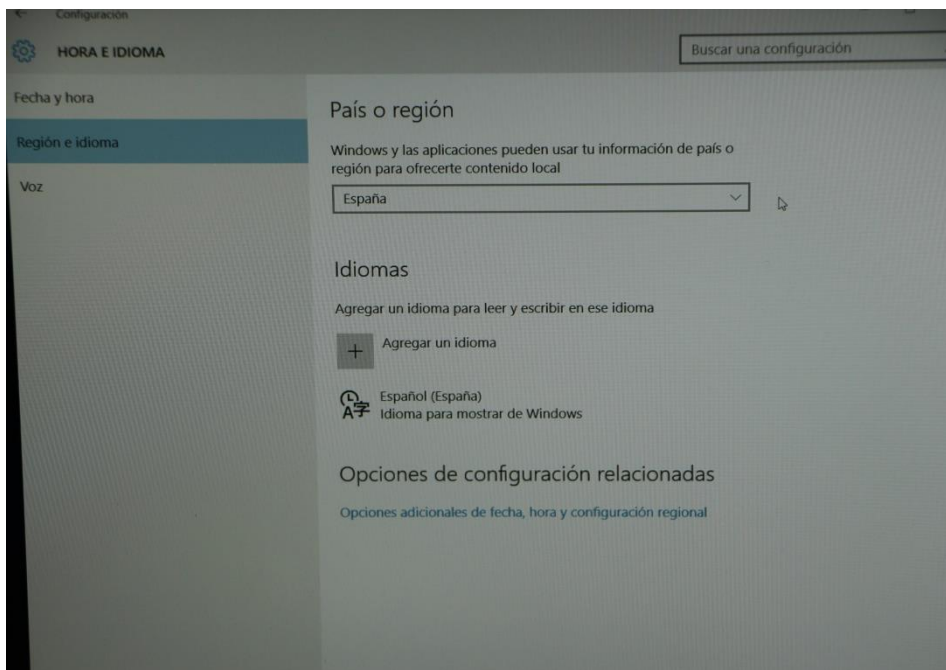 Configuración
HORA E IDIOMA
Buscar una configuración
Fecha y hora
Región e idioma
Voz
País o región
Windows y las aplicaciones pueden usar tu información de país o
región para ofrecerte contenido local
España
Idiomas
Agregar un idioma para leer y escribir en ese idioma
Agregar un idioma
Español (España)
Idioma para mostrar de Windows
Opciones de configuración relacionadas
Opciones adicionales de fecha, hora y configuración regional